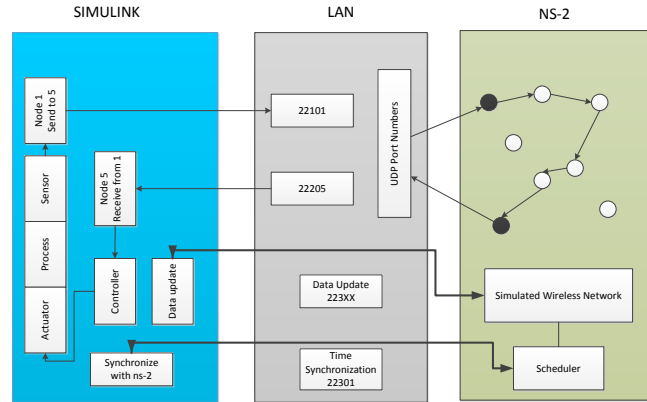 SIMULINK
LAN
NS-2
Node 1
Send to 5
Sensor
Process
Actuator
Node 5
Receive from 1
Controller
Data update
Synchronize
with ns-2
22101
22205
UDP Port Numbers
Data Update
223XX
Time
Synchronization
22301
Simulated Wireless Network
Scheduler